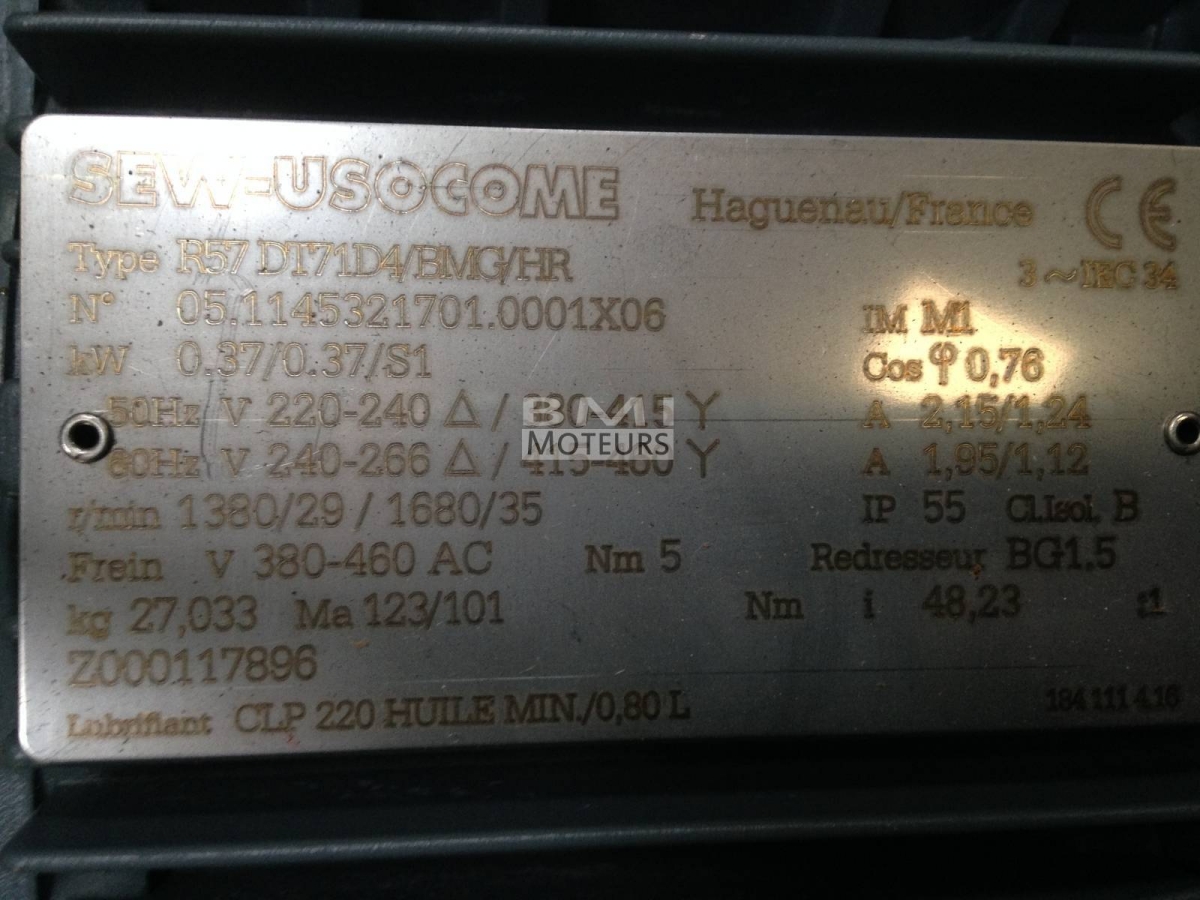 SEW-USOCOME Haguenau/France CE
Type R57 DT71D4/BMG/HR 3~IEC 34
N° 05.1145321701.0001X06 IM M1
kW 0.37/0.37/S1 Cos φ 0,76
50Hz V 220-240 Δ / 415 Y A 2,15/1,24
BMI
MOTEURS
60Hz V 240-266 Δ / 415-460 Y A 1,95/1,12
r/min 1380/29 / 1680/35 IP 55 Cl.Isol. B
Frein V 380-460 AC Nm 5 Redresseur BG1.5
kg 27,033 Ma 123/101 Nm i 48,23 :1
Z000117896
Lubrifiant CLP 220 HUILE MIN./0,80 L 184 111 4.16